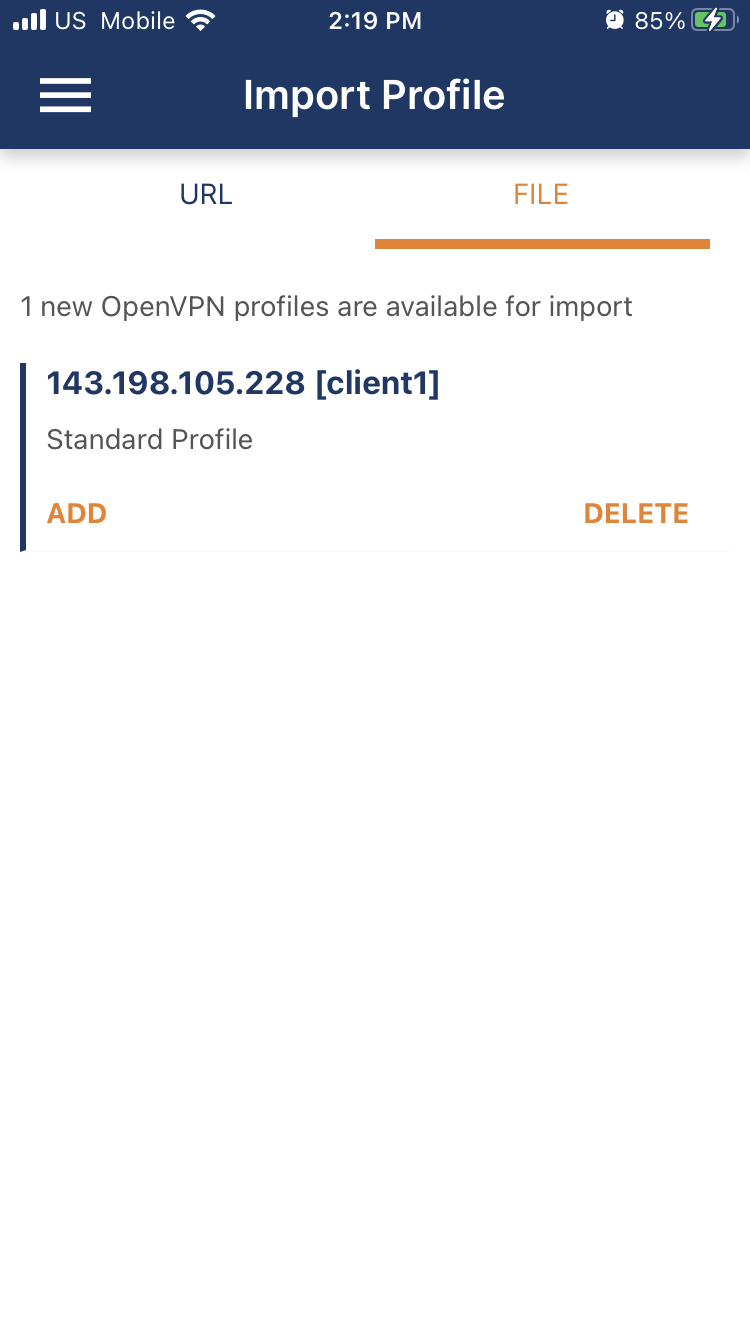 US Mobile 2:19 PM 85%
Import Profile
URL FILE
1 new OpenVPN profiles are available for import
143.198.105.228 [client1]
Standard Profile
ADD DELETE